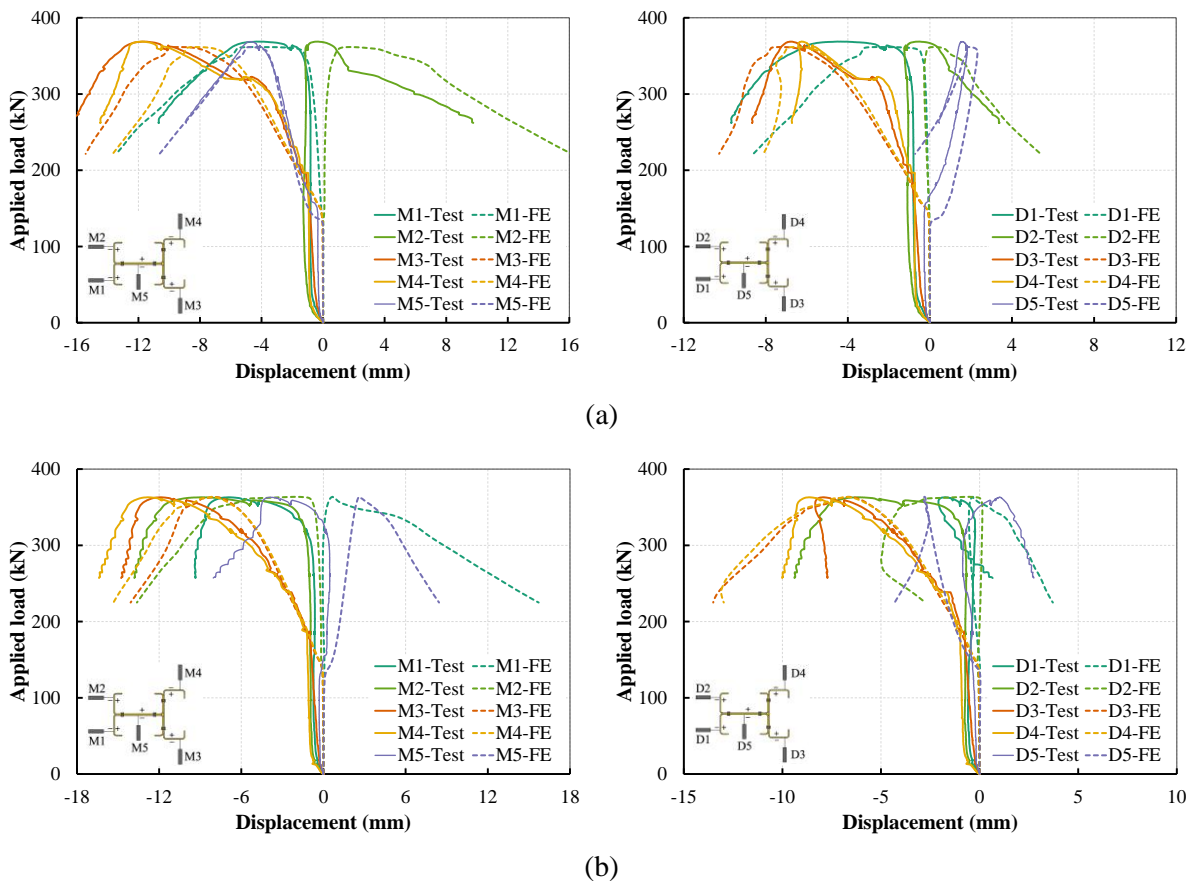 400
300
200
100
0
Applied load (kN)
-16 -12 -8 -4 0 4 8 12 16
Displacement (mm)
M1-Test M1-FE
M2-Test M2-FE
M3-Test M3-FE
M4-Test M4-FE
M5-Test M5-FE
M4
M2
M1
M5
M3
400
300
200
100
0
Applied load (kN)
-12 -8 -4 0 4 8 12
Displacement (mm)
D1-Test D1-FE
D2-Test D2-FE
D3-Test D3-FE
D4-Test D4-FE
D5-Test D5-FE
D4
D2
D1
D5
D3
(a)
400
300
200
100
0
Applied load (kN)
-18 -12 -6 0 6 12 18
Displacement (mm)
M1-Test M1-FE
M2-Test M2-FE
M3-Test M3-FE
M4-Test M4-FE
M5-Test M5-FE
M4
M2
M1
M5
M3
400
300
200
100
0
Applied load (kN)
-15 -10 -5 0 5 10
Displacement (mm)
D1-Test D1-FE
D2-Test D2-FE
D3-Test D3-FE
D4-Test D4-FE
D5-Test D5-FE
D4
D2
D1
D5
D3
(b)